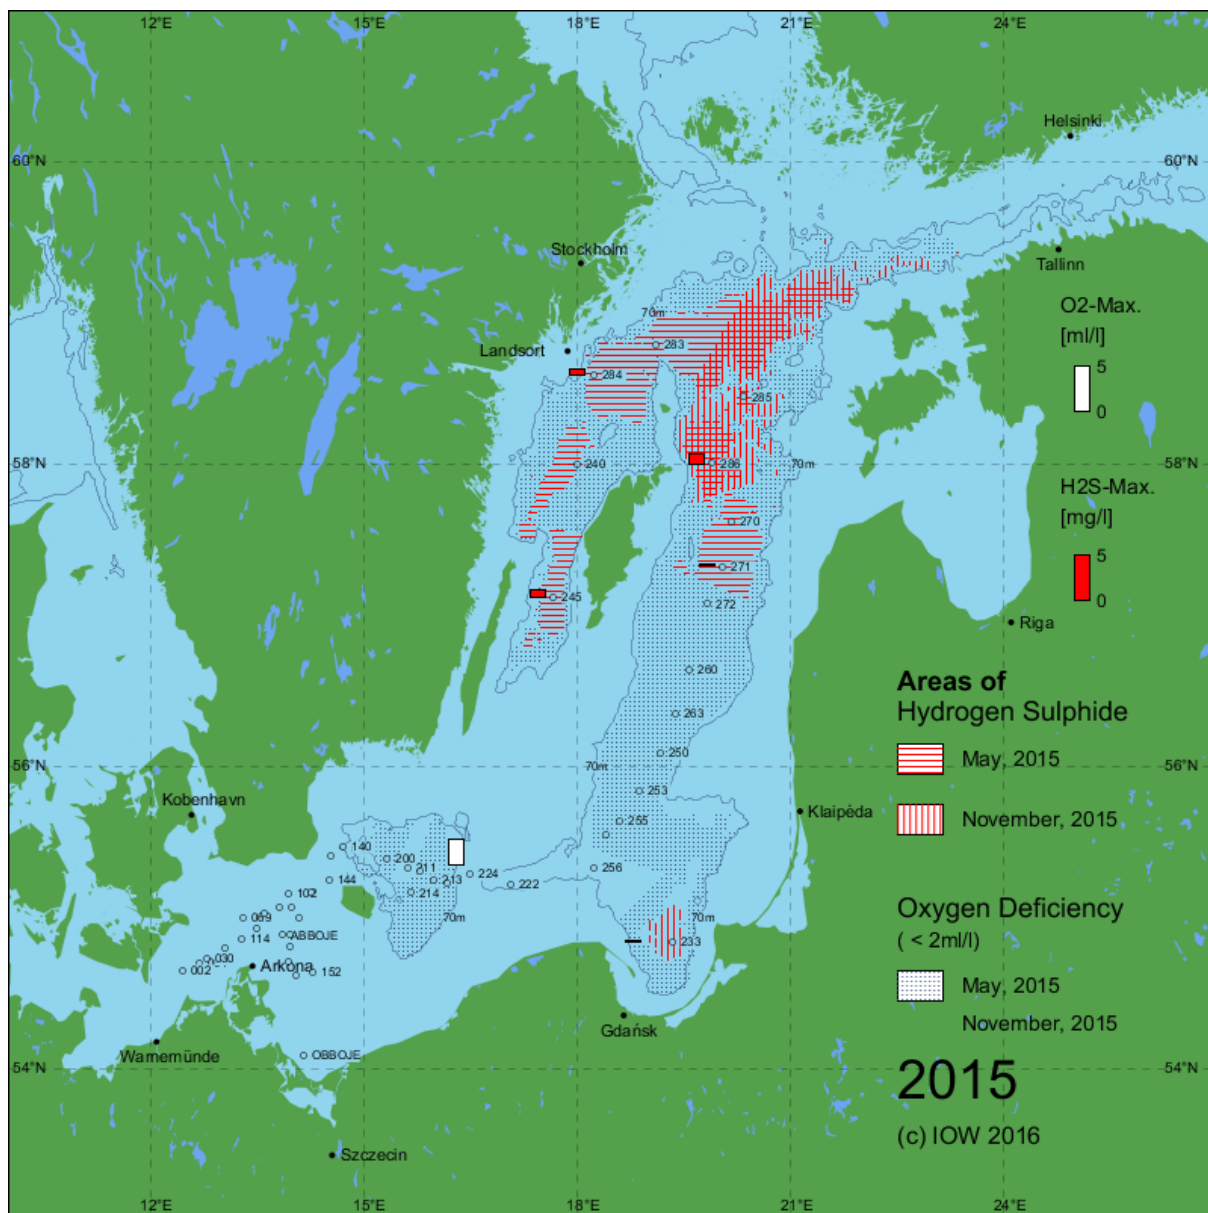 12°E 15°E 18°E 21°E 24°E
Helsinki
60°N 60°N
Stockholm
Tallinn
O2-Max.
[ml/l]
70m
283
Landsort
5
284
0
285
58°N 240 286 70m 58°N
H2S-Max.
[mg/l]
270
5
271
245 272
0
Riga
260
Areas of
Hydrogen Sulphide
263
250
May, 2015
56°N 70m 56°N
253
Kobenhavn
Klaipėda
255
November, 2015
140
200
211 256
144 213 224
222
214
102
069 70m 70m
Oxygen Deficiency
ABBOJE
114 233
( < 2ml/l)
030
002 Arkona 152
May, 2015
Gdańsk
November, 2015
Warnemünde OBBOJE
54°N 54°N
2015
(c) IOW 2016
Szczecin
12°E 15°E 18°E 21°E 24°E